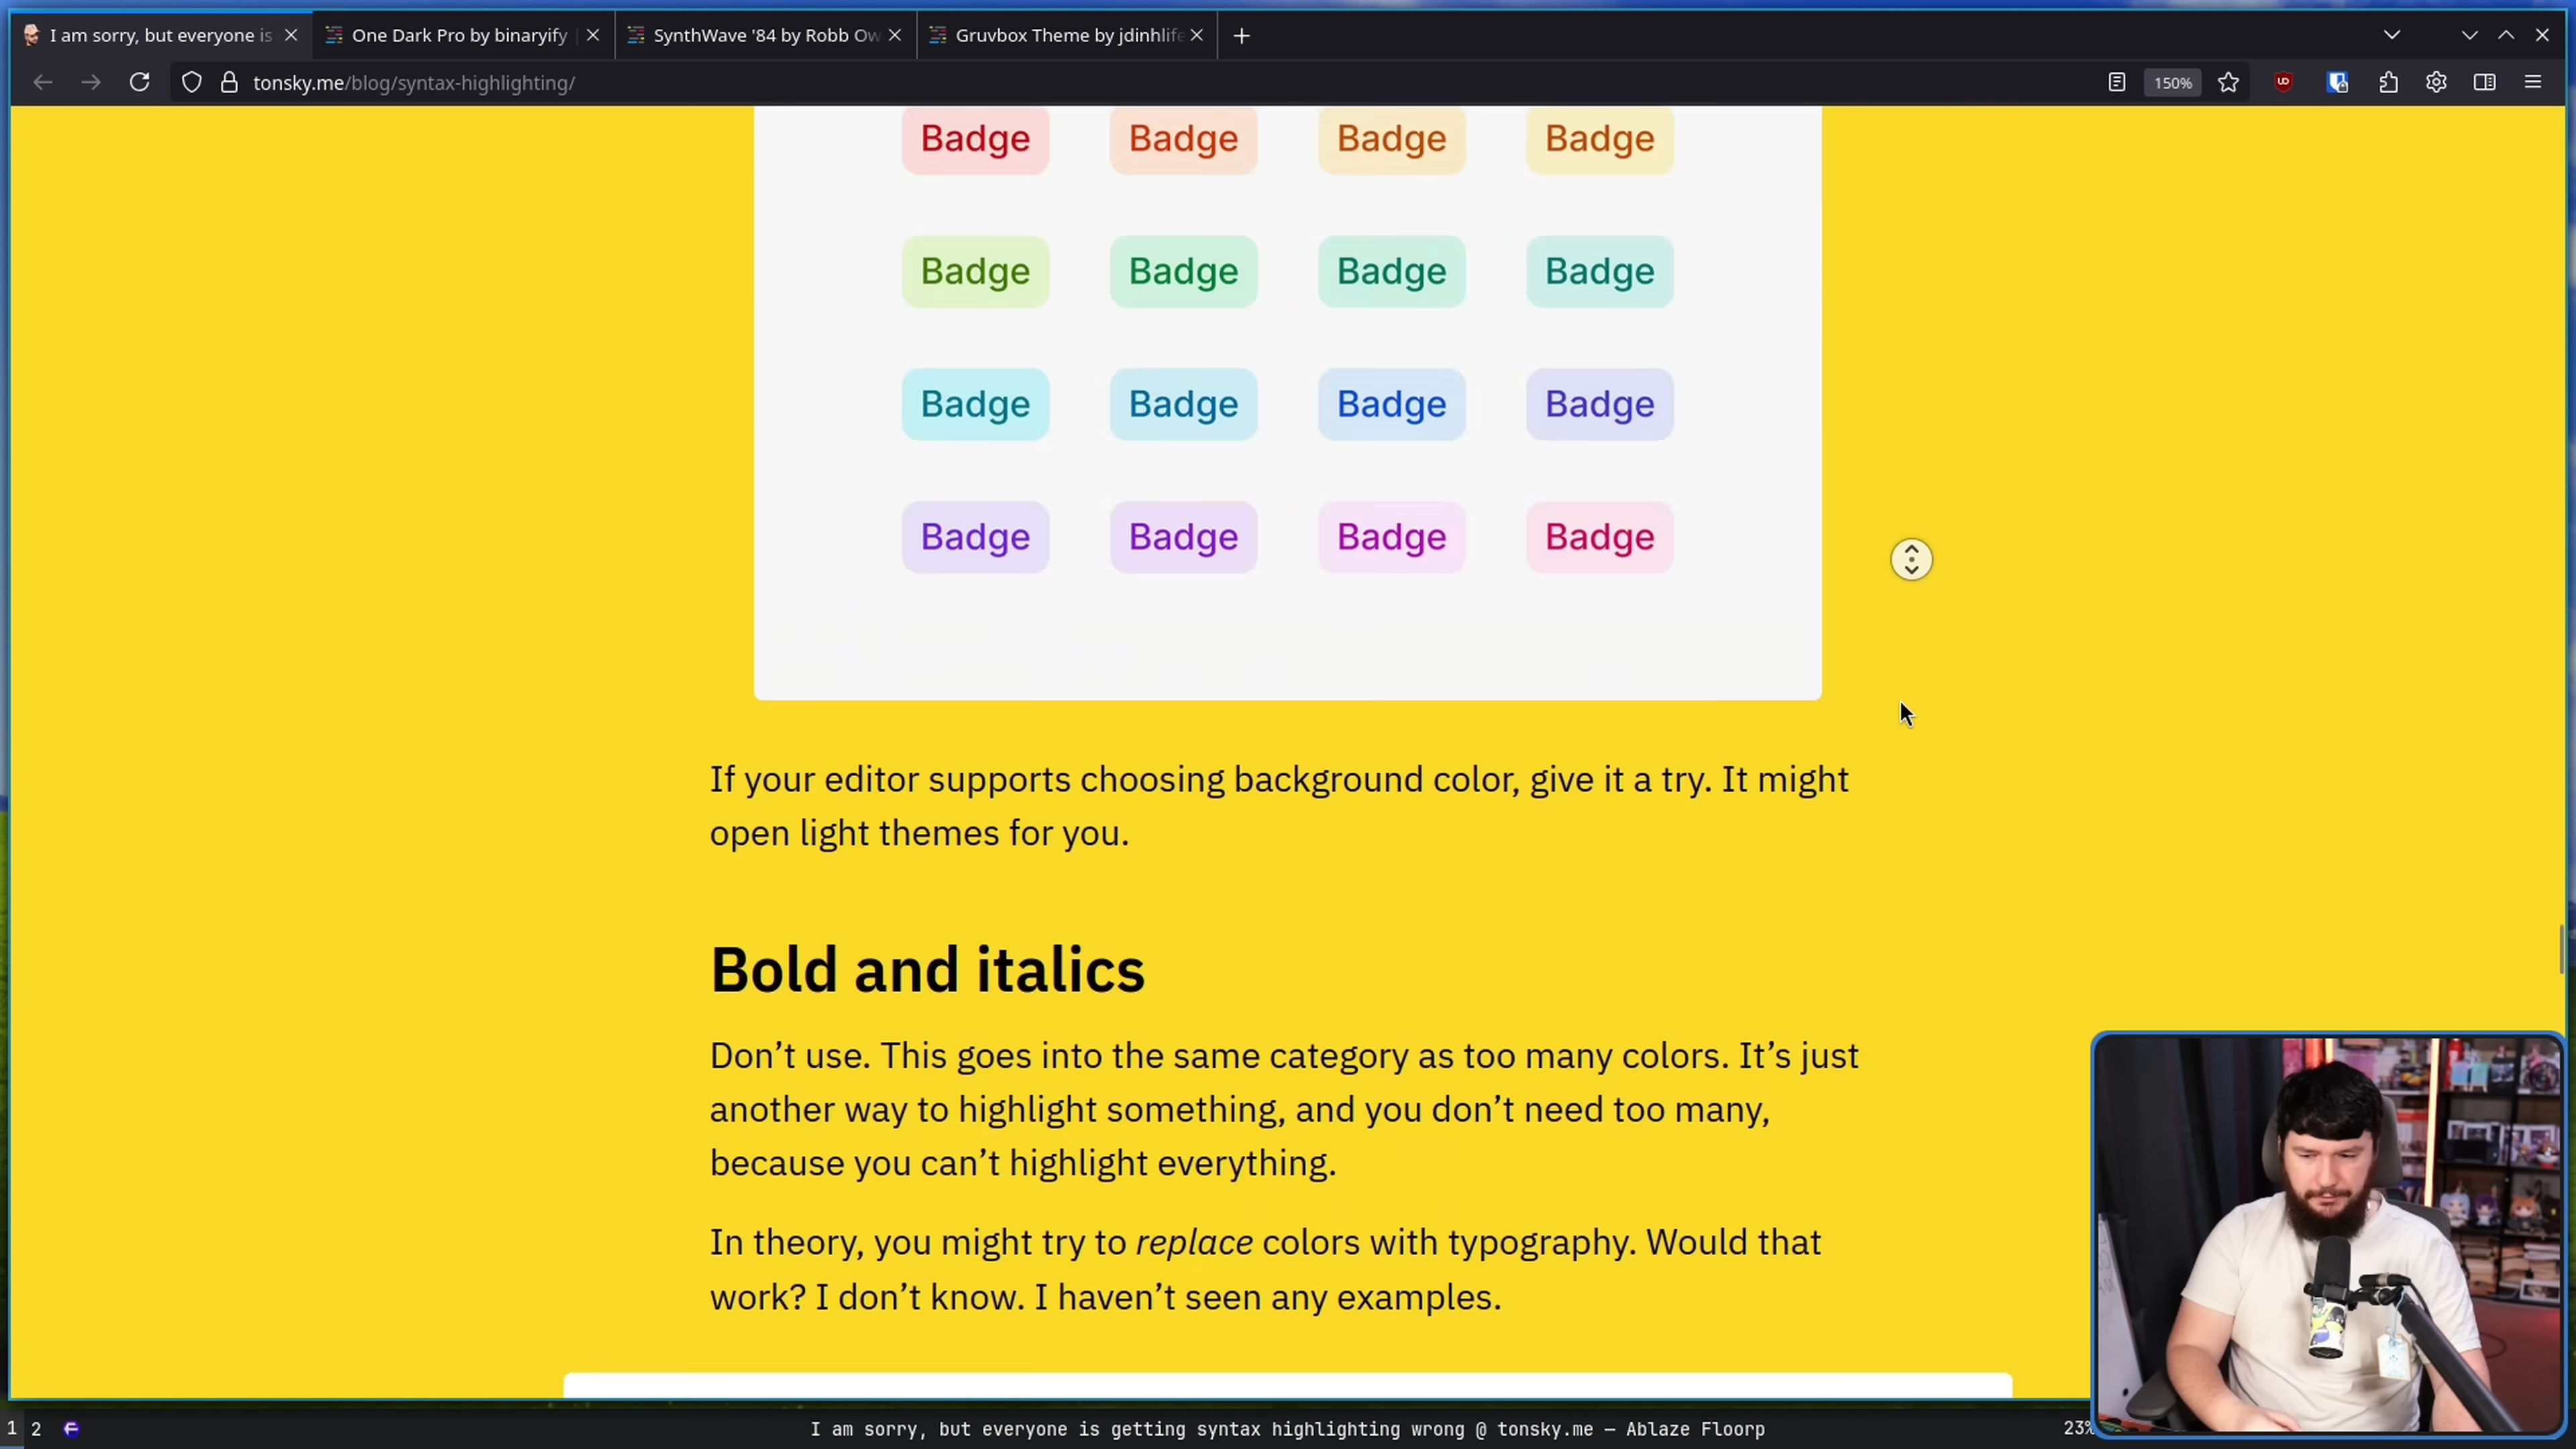 I am sorry, but everyone is
One Dark Pro by binaryify |
SynthWave '84 by Robb Ow
Gruvbox Theme by jdinhlife
tonsky.me/blog/syntax-highlighting/
150%
Badge Badge Badge Badge
Badge Badge Badge Badge
Badge Badge Badge Badge
Badge Badge Badge Badge
If your editor supports choosing background color, give it a try. It might
open light themes for you.
Bold and italics
Don’t use. This goes into the same category as too many colors. It’s just
another way to highlight something, and you don’t need too many,
because you can’t highlight everything.
In theory, you might try to replace colors with typography. Would that
work? I don’t know. I haven’t seen any examples.
1 2
I am sorry, but everyone is getting syntax highlighting wrong @ tonsky.me — Ablaze Floorp
23%